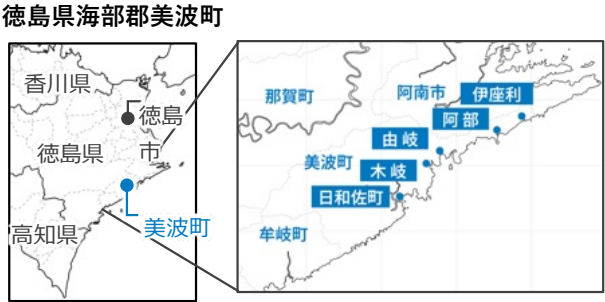 徳島県海部郡美波町
香川県
徳島
市
徳島県
美波町
高知県
那賀町
阿南市
伊座利
阿部
由岐
美波町
木岐
日和佐町
牟岐町